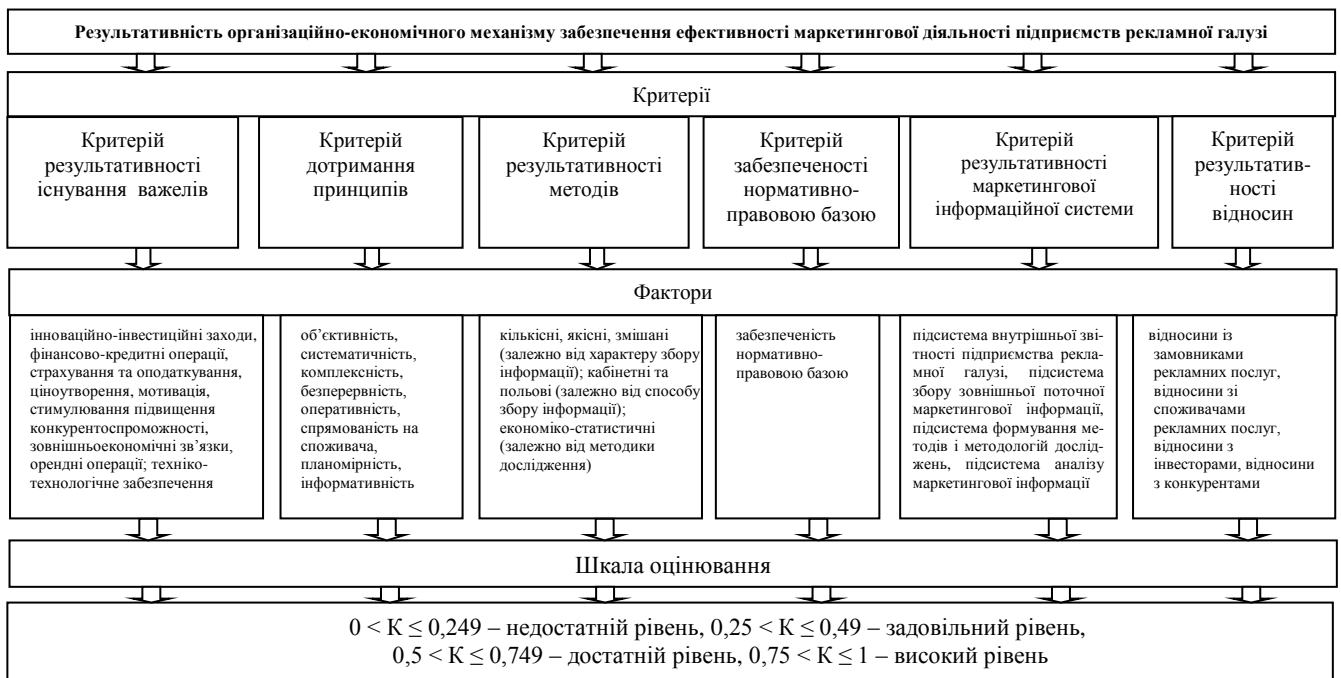 Результативність організаційно-економічного механізму забезпечення ефективності маркетингової діяльності підприємств рекламної галузі
Критерії
Критерій
результативності
існування важелів
Критерій
дотримання
принципів
Критерій
результативності
методів
Критерій
забезпеченості
нормативно-
правовою базою
Критерій
результативності
маркетингової
інформаційної системи
Критерій
результатив-
ності
відносин
Фактори
інноваційно-інвестиційні заходи,
фінансово-кредитні операції,
страхування та оподаткування,
ціноутворення, мотивація,
стимулювання підвищення
конкурентоспроможності,
зовнішньоекономічні зв’язки,
орендні операції; техніко-
технологічне забезпечення
об’єктивність,
систематичність,
комплексність,
безперервність,
оперативність,
спрямованість на
споживача,
планомірність,
інформативність
кількісні, якісні, змішані
(залежно від характеру збору
інформації); кабінетні та
польові (залежно від способу
збору інформації);
економіко-статистичні
(залежно від методики
дослідження)
забезпеченість
нормативно-
правовою базою
підсистема внутрішньої звіт-
ності підприємства рекла-
мної галузі, підсистема
збору зовнішньої поточної
маркетингової інформації,
підсистема формування ме-
тодів і методологій дослід-
жень, підсистема аналізу
маркетингової інформації
відносини із
замовниками
рекламних послуг,
відносини зі
споживачами
рекламних послуг,
відносини з
інвесторами, відносини
з конкурентами
Шкала оцінювання
0 < К ≤ 0,249 – недостатній рівень, 0,25 < К ≤ 0,49 – задовільний рівень,
0,5 < К ≤ 0,749 – достатній рівень, 0,75 < К ≤ 1 – високий рівень